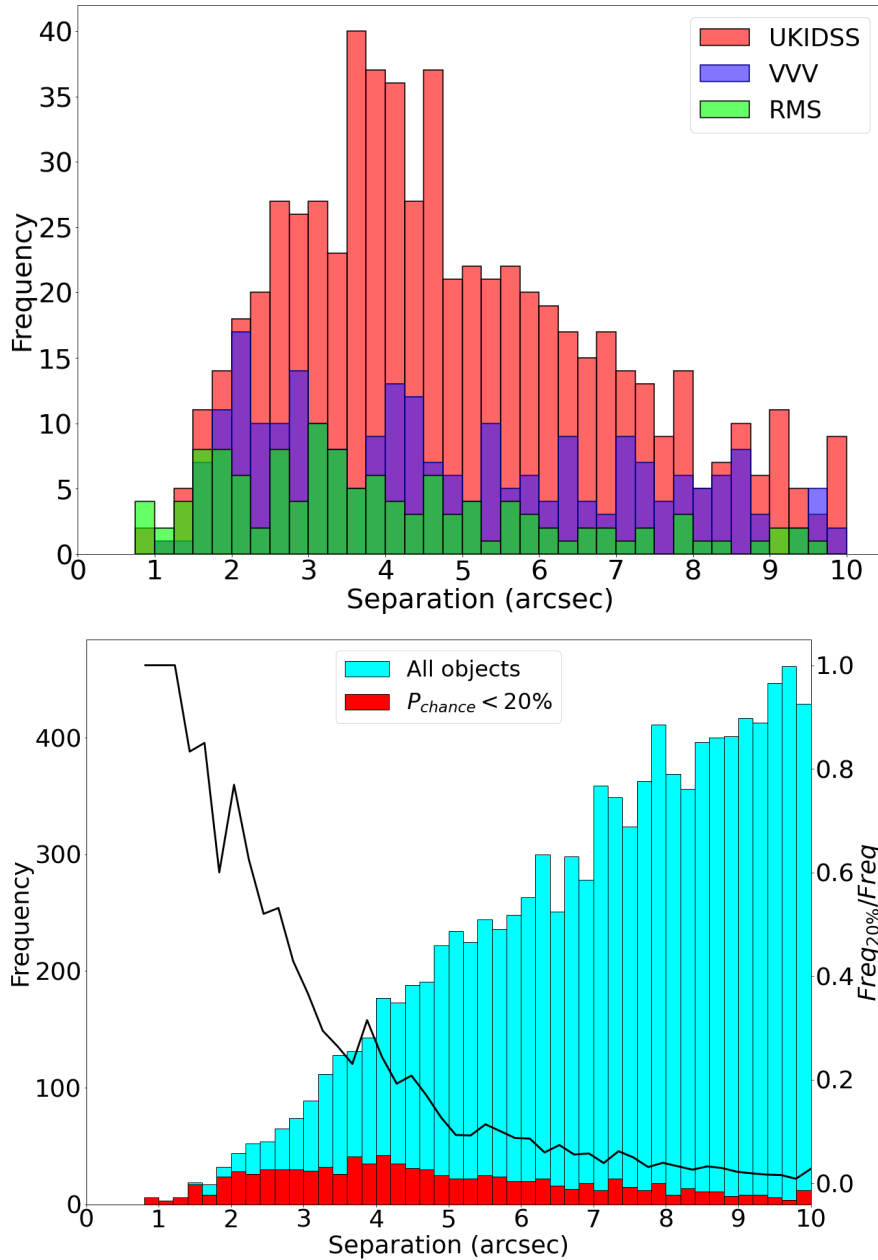 40
35
30
25
20
15
10
5
0
Frequency
UKIDSS
VVV
RMS
0 1 2 3 4 5 6 7 8 9 10
Separation (arcsec)
All objects
P_chance < 20%
400
300
200
100
0
Frequency
1.0
0.8
0.6
0.4
0.2
0.0
Freq_20%/Freq
0 1 2 3 4 5 6 7 8 9 10
Separation (arcsec)